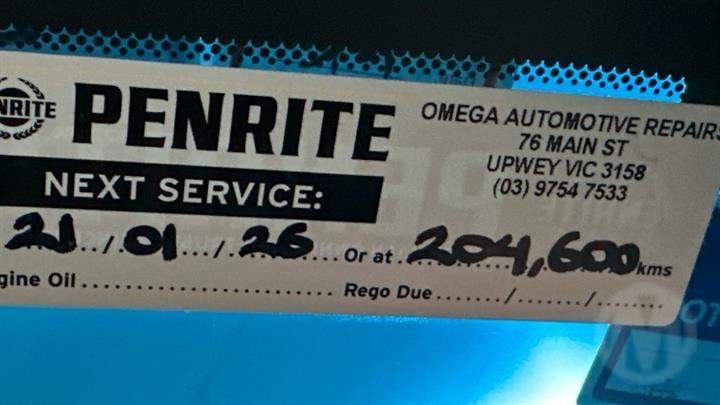 NRITE
PENRITE
OMEGA AUTOMOTIVE REPAIRS
76 MAIN ST
UPWEY VIC 3158
(03) 9754 7533
NEXT SERVICE:
21/01/26 Or at 204,600 kms
gine Oil Rego Due / /